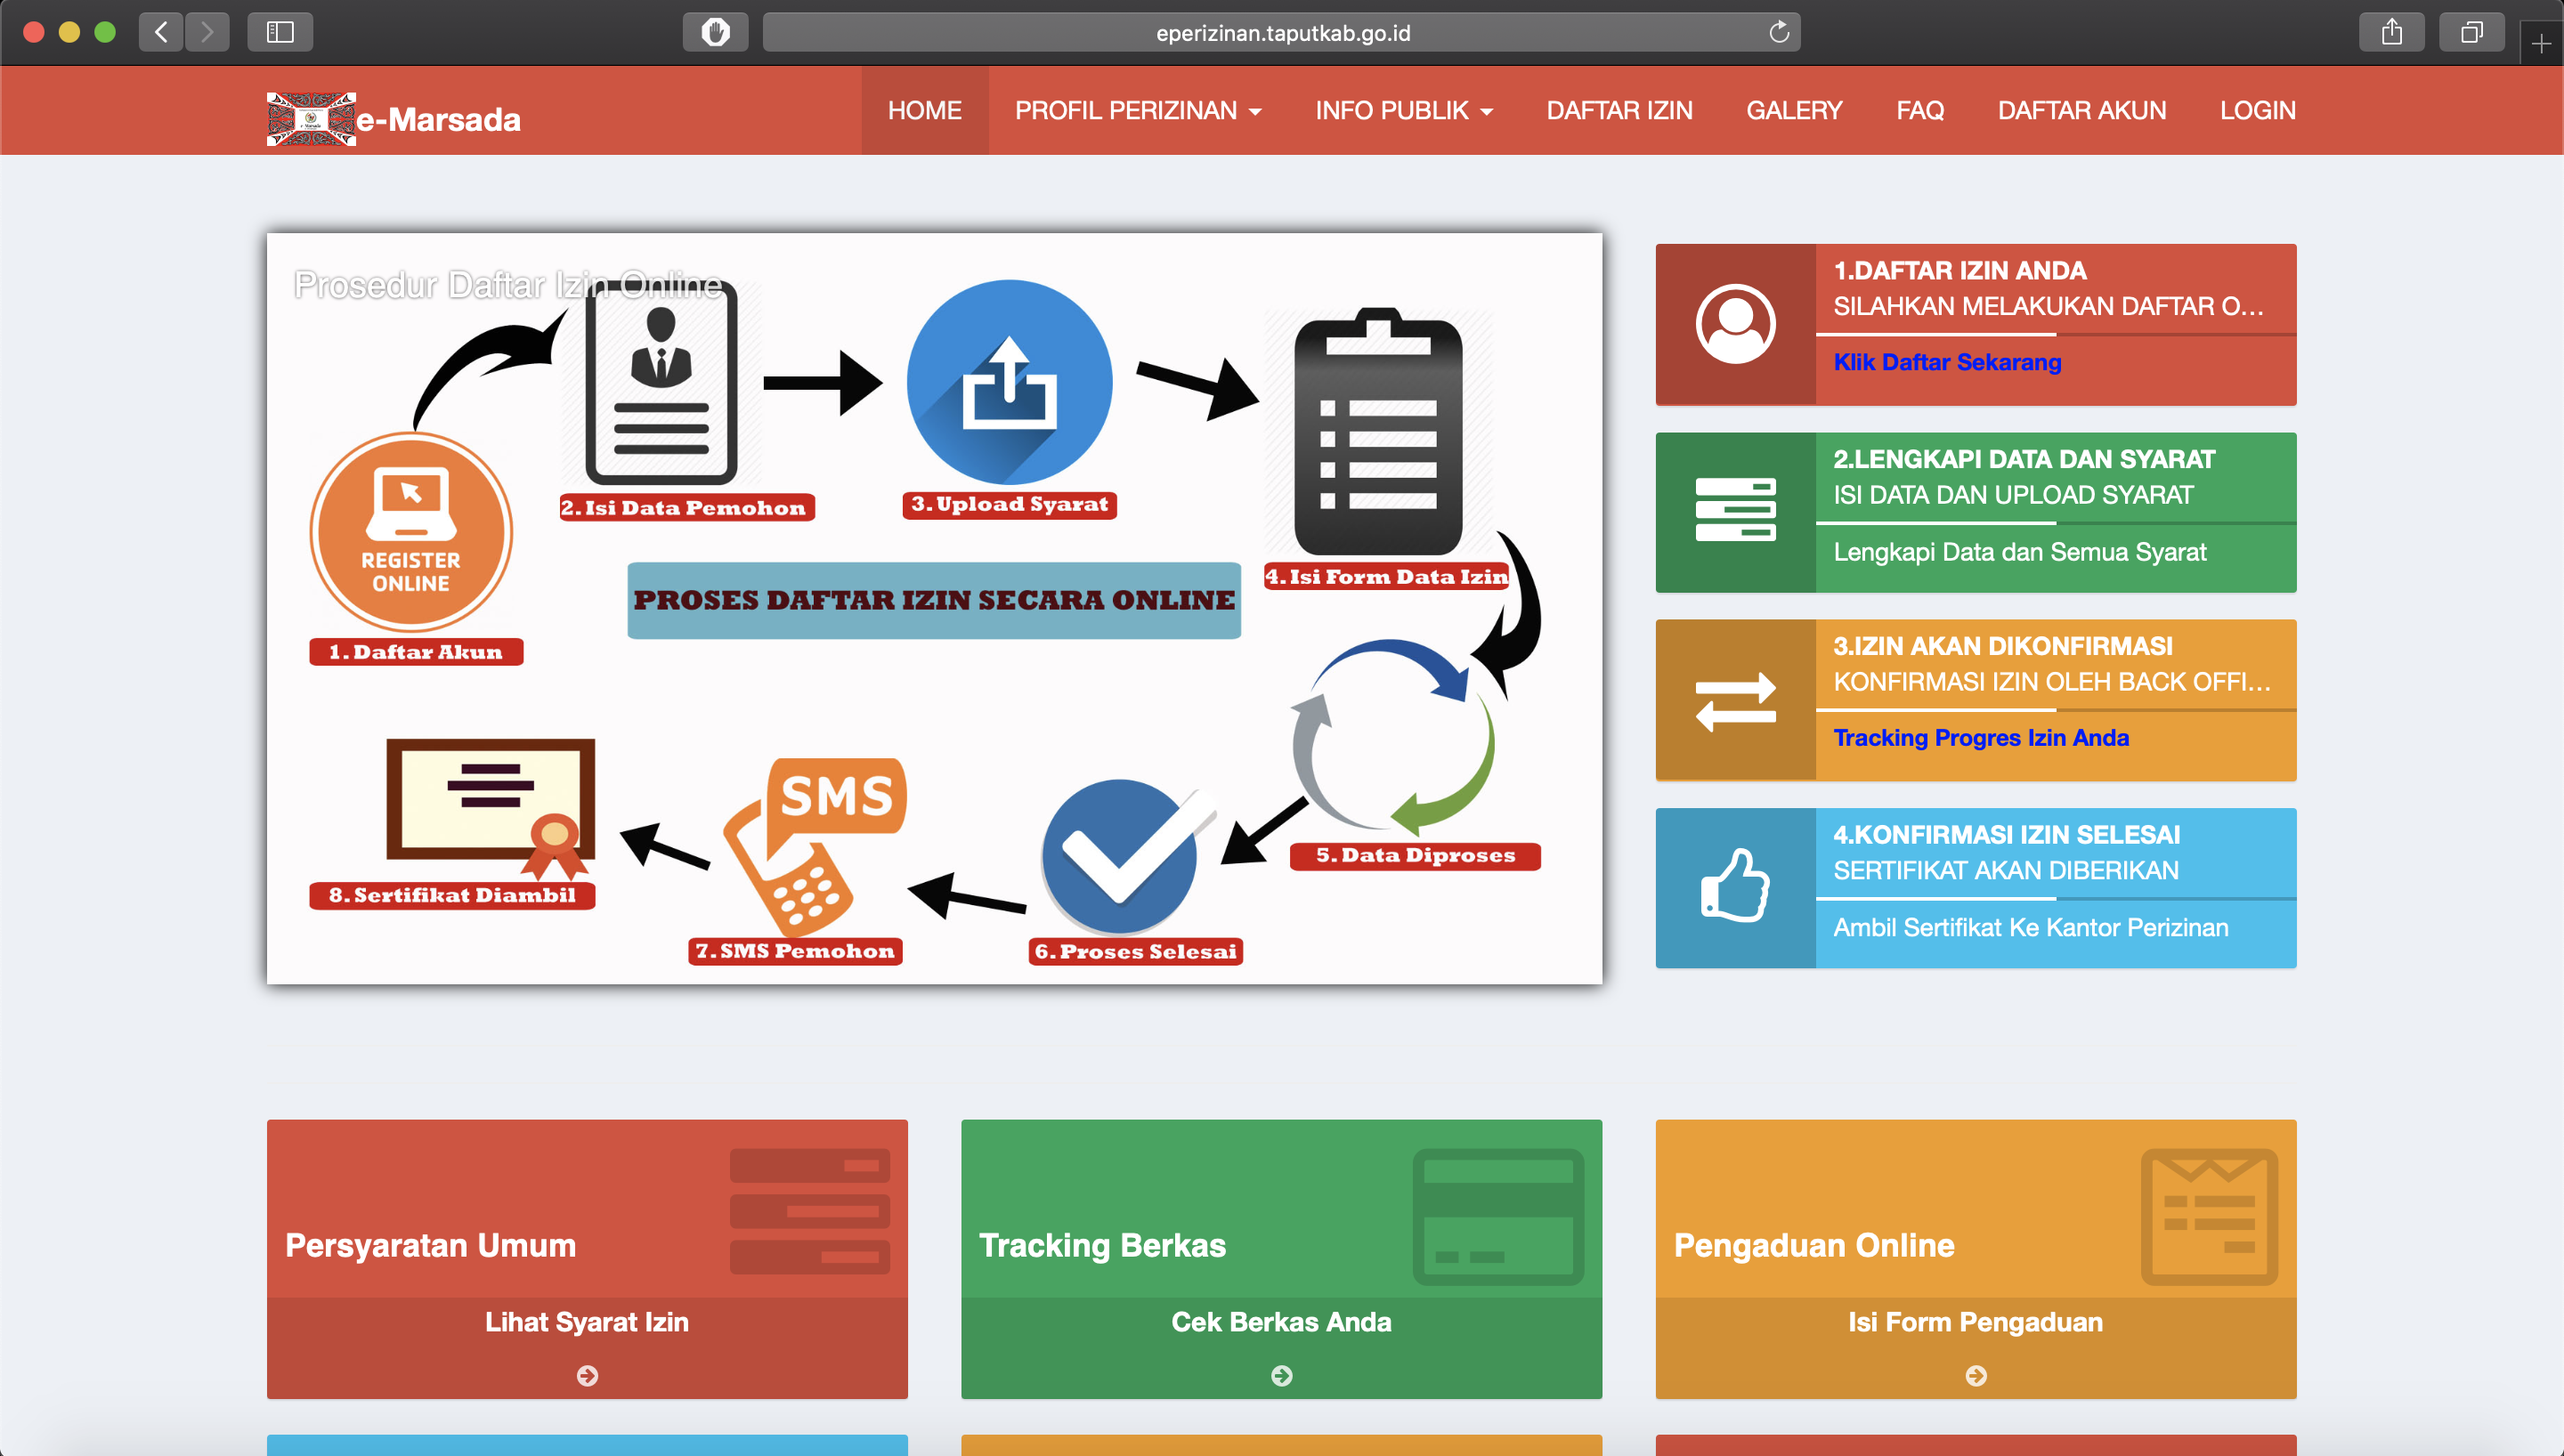 eperizinan.taputkab.go.id
e-Marsada
HOME
PROFIL PERIZINAN
INFO PUBLIK
DAFTAR IZIN
GALERY
FAQ
DAFTAR AKUN
LOGIN
Prosedur Daftar Izin Online
REGISTER
ONLINE
1. Daftar Akun
2. Isi Data Pemohon
3. Upload Syarat
4. Isi Form Data Izin
PROSES DAFTAR IZIN SECARA ONLINE
5. Data Diproses
6. Proses Selesai
SMS
7. SMS Pemohon
8. Sertifikat Diambil
1.DAFTAR IZIN ANDA
SILAHKAN MELAKUKAN DAFTAR O...
Klik Daftar Sekarang
2.LENGKAPI DATA DAN SYARAT
ISI DATA DAN UPLOAD SYARAT
Lengkapi Data dan Semua Syarat
3.IZIN AKAN DIKONFIRMASI
KONFIRMASI IZIN OLEH BACK OFFI...
Tracking Progres Izin Anda
4.KONFIRMASI IZIN SELESAI
SERTIFIKAT AKAN DIBERIKAN
Ambil Sertifikat Ke Kantor Perizinan
Persyaratan Umum
Lihat Syarat Izin
Tracking Berkas
Cek Berkas Anda
Pengaduan Online
Isi Form Pengaduan